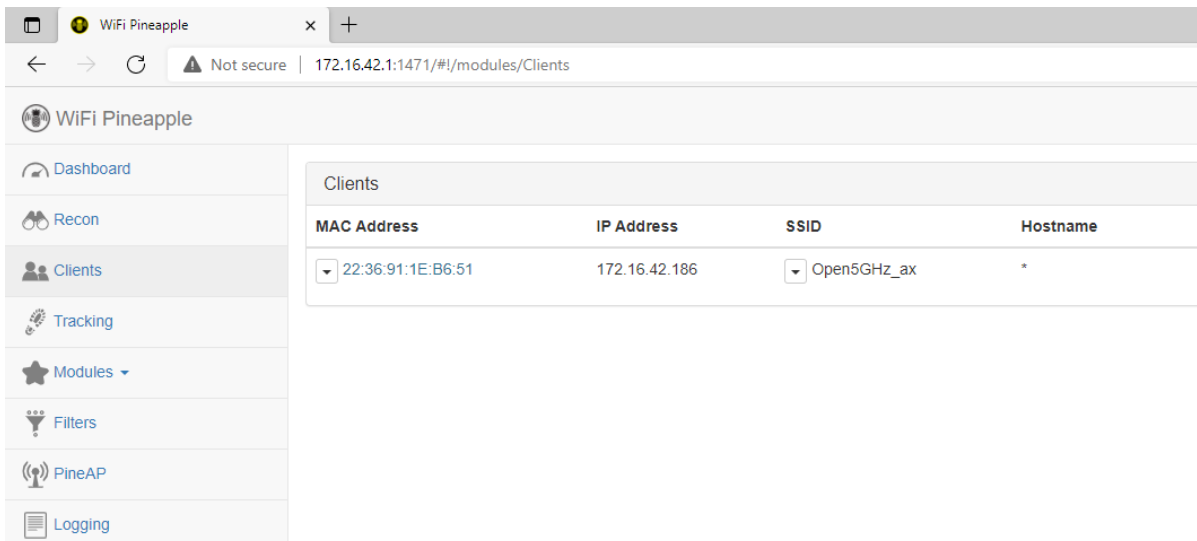 WiFi Pineapple
Not secure 172.16.42.1:1471/#!/modules/Clients
WiFi Pineapple
Dashboard
Recon
Clients
Tracking
Modules
Filters
PineAP
Logging
Clients
MAC Address IP Address SSID Hostname
22:36:91:1E:B6:51 172.16.42.186 Open5GHz_ax *